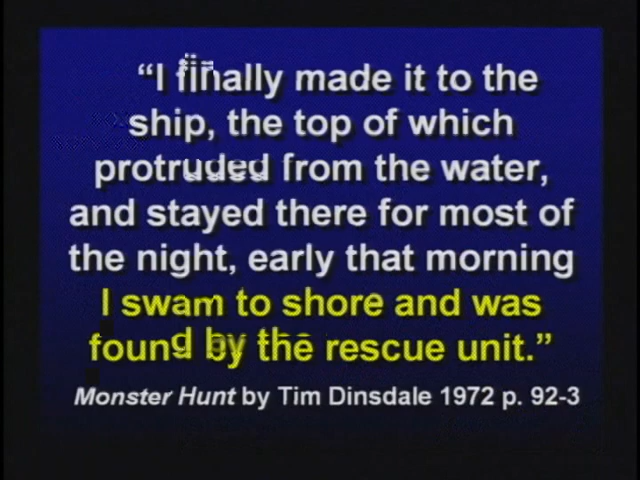 “I finally made it to the
ship, the top of which
protruded from the water,
and stayed there for most of
the night, early that morning
I swam to shore and was
found by the rescue unit.”
Monster Hunt by Tim Dinsdale 1972 p. 92-3